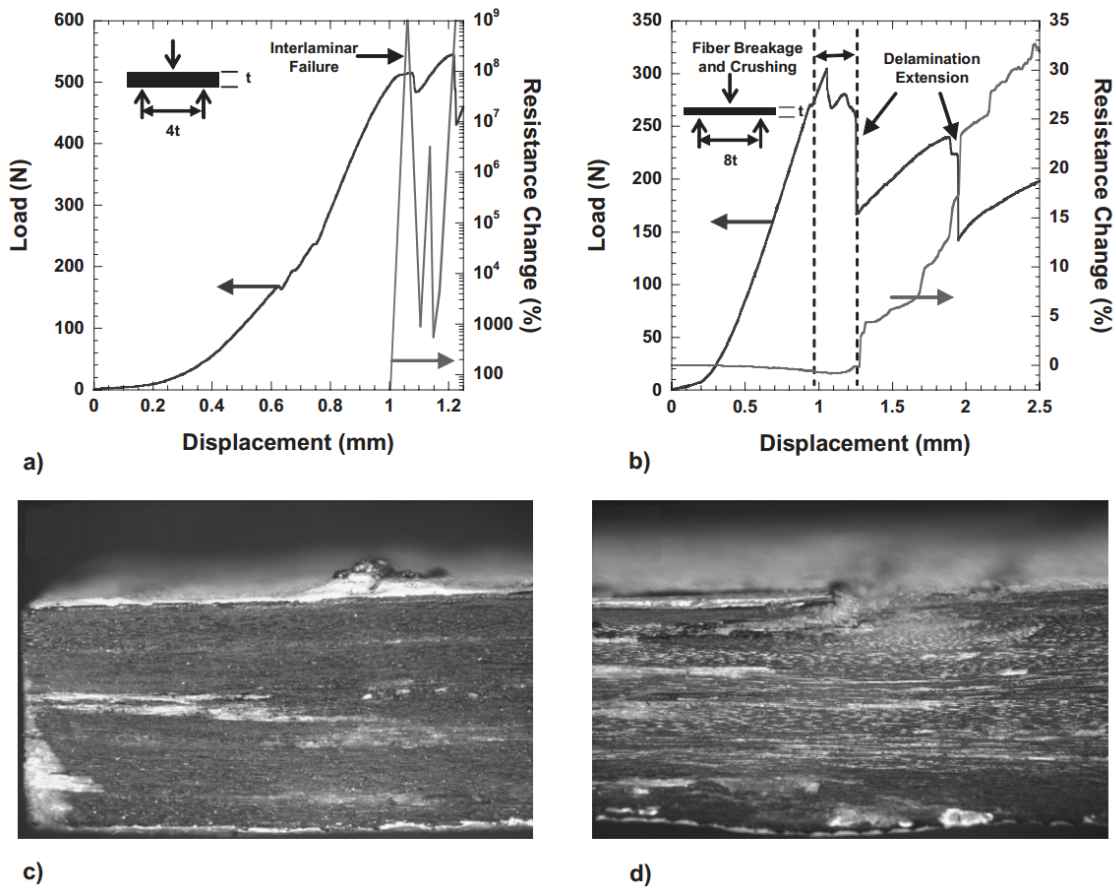 600
500
400
300
200
100
0
Load (N)
0
0.2
0.4
0.6
0.8
1
1.2
Displacement (mm)
10⁹
10⁸
10⁷
10⁶
10⁵
10⁴
1000
100
Resistance Change (%)
Interlaminar
Failure
t
4t
a)
350
300
250
200
150
100
50
0
Load (N)
0
0.5
1
1.5
2
2.5
Displacement (mm)
35
30
25
20
15
10
5
0
Resistance Change (%)
Fiber Breakage
and Crushing
Delamination
Extension
t
8t
b)
c)
d)